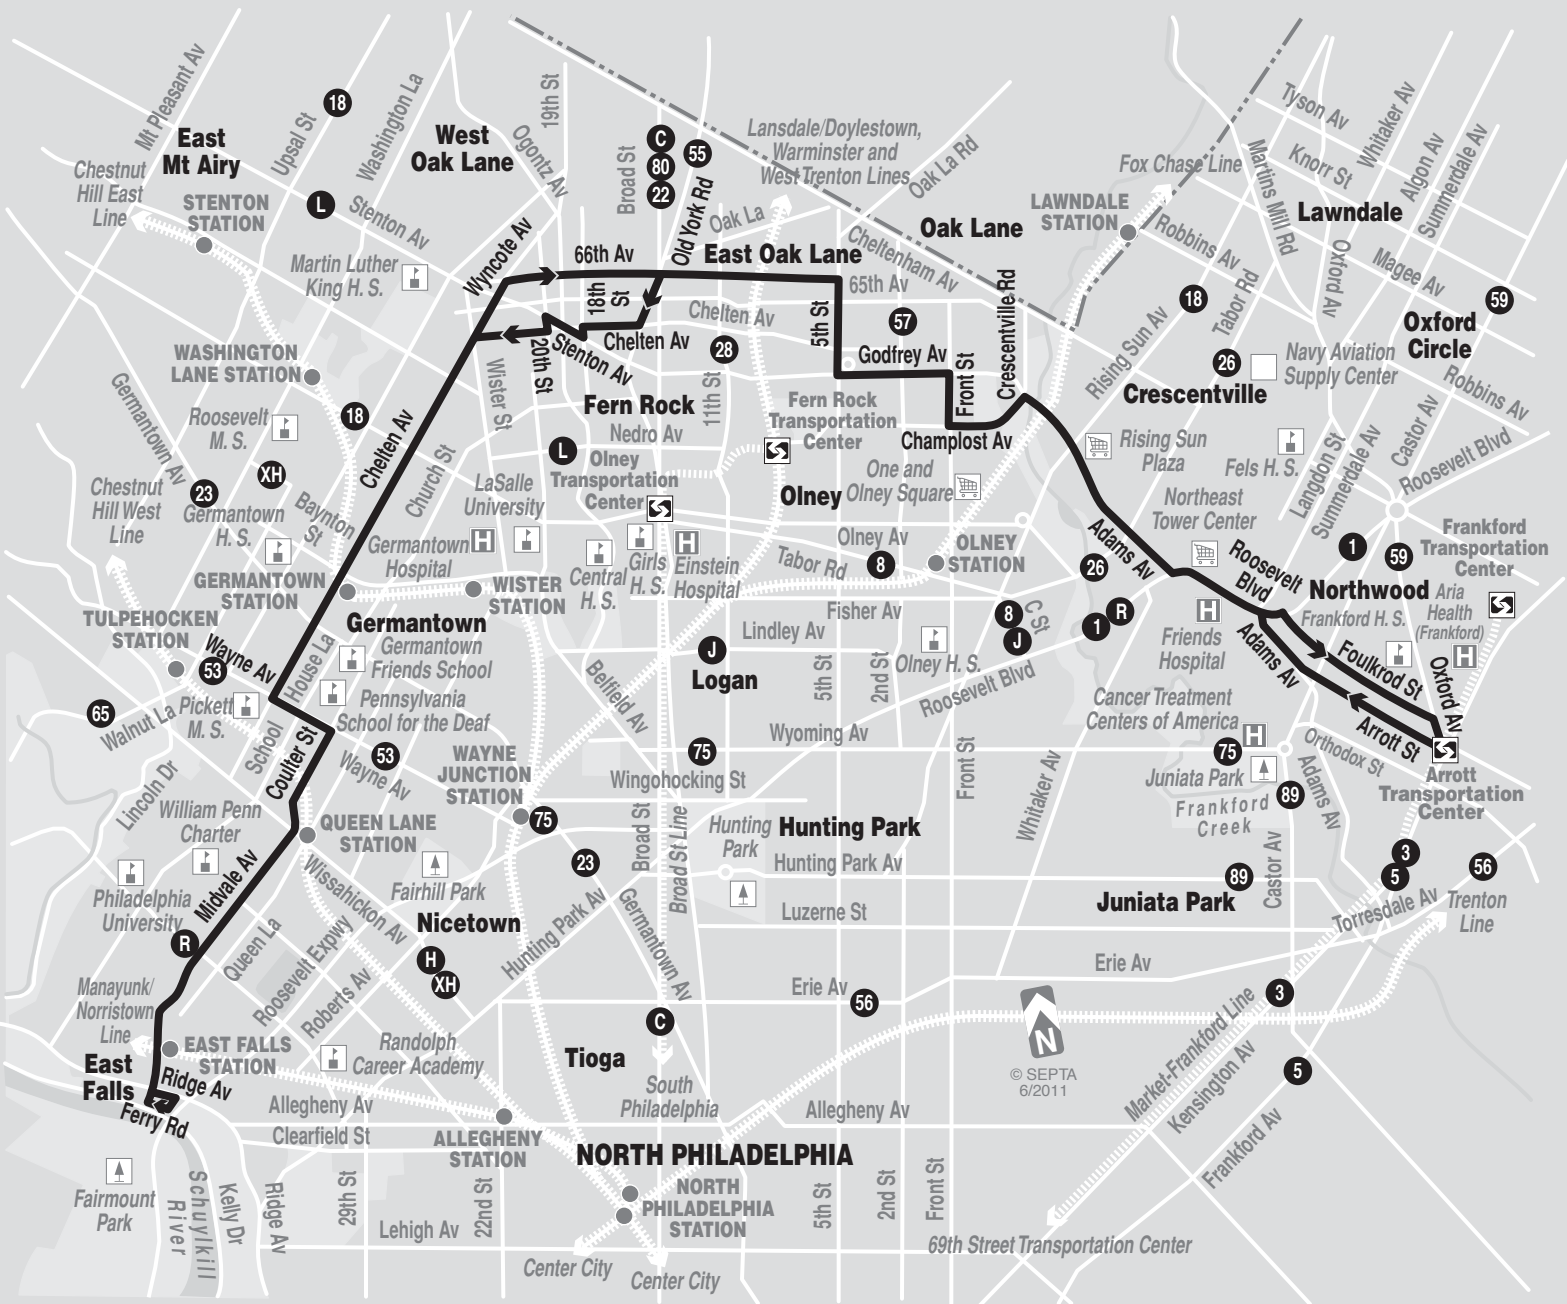 Mt Pleasant Av
18
Upsal St
Washington La
East
Mt Airy
West
Oak Lane
Ogontz Av
19th St
Broad St
C
80
22
55
Old York Rd
Lansdale/Doylestown,
Warminster and
West Trenton Lines
Oak La Rd
Oak La
Fox Chase Line
Tyson Av
Whitaker Av
Knorr St
Algon Av
Summerdale Av
Martins Mill Rd
Chestnut
Hill East
Line
STENTON
STATION
L
Stenton Av
LAWNDALE
STATION
Lawndale
Oak Lane
Robbins Av
Oxford Av
Magee Av
Martin Luther
King H. S.
Wyncote Av
66th Av
East Oak Lane
Cheltenham Av
65th Av
18th
St
Chelten Av
5th St
57
Crescentville Rd
18
Tabor Rd
Rising Sun Av
59
Oxford
Circle
WASHINGTON
LANE STATION
20th St
Stenton Av
Chelten Av
28
Godfrey Av
Front St
26
Navy Aviation
Supply Center
Crescentville
Robbins Av
Germantown Av
Roosevelt
M. S.
18
Chelten Av
Wister St
Fern Rock
11th St
Nedro Av
Fern Rock
Transportation
Center
Champlost Av
Rising Sun
Plaza
Fels H. S.
Langdon St
Summerdale Av
Castor Av
Roosevelt Blvd
XH
23
Chestnut
Hill West
Line
Germantown
H. S.
Baynton
St
Church St
L
Olney
Transportation
Center
LaSalle
University
Olney
One and
Olney Square
Northeast
Tower Center
Germantown
Hospital
H
Central
H. S.
Girls
H. S.
H
Einstein
Hospital
Olney Av
Tabor Rd
8
OLNEY
STATION
Adams Av
26
Roosevelt
Blvd
1
59
Frankford
Transportation
Center
GERMANTOWN
STATION
WISTER
STATION
Fisher Av
8
J
C St
1
R
H
Friends
Hospital
Northwood
Frankford H. S.
Aria
Health
(Frankford)
H
TULPEHOCKEN
STATION
Germantown
Wayne Av
53
House La
School
Germantown
Friends School
Lindley Av
J
Logan
Olney H. S.
Roosevelt Blvd
Adams Av
Foulkrod St
Oxford Av
65
Walnut La
Pickett
M. S.
Pennsylvania
School for the Deaf
Belfield Av
5th St
2nd St
Cancer Treatment
Centers of America
H
Arrott St
Coulter St
53
Wayne Av
WAYNE
JUNCTION
STATION
75
Wyoming Av
Wingohocking St
Front St
Whitaker Av
75
Juniata Park
Orthodox St
Adams Av
Arrott
Transportation
Center
Lincoln Dr
William Penn
Charter
QUEEN LANE
STATION
75
Broad St
Broad St Line
Hunting
Park
Hunting Park
Frankford
Creek
89
Philadelphia
University
Midvale Av
Wissahickon Av
Fairhill Park
23
Hunting Park Av
89
Castor Av
3
5
56
Juniata Park
Torresdale Av
Trenton
Line
R
Queen La
Roosevelt Expwy
Nicetown
H
XH
Hunting Park Av
Germantown Av
Luzerne St
Erie Av
Manayunk/
Norristown
Line
Roberts Av
Erie Av
56
3
Market-Frankford Line
EAST FALLS
STATION
East
Falls
Randolph
Career Academy
C
Tioga
N
© SEPTA
6/2011
Kensington Av
5
Ridge Av
Ferry Rd
Allegheny Av
Clearfield St
South
Philadelphia
Allegheny Av
Frankford Av
ALLEGHENY
STATION
NORTH PHILADELPHIA
Fairmount
Park
Schuylkill
River
Kelly Dr
Ridge Av
29th St
Lehigh Av
22nd St
NORTH
PHILADELPHIA
STATION
5th St
2nd St
Front St
Center City
Center City
69th Street Transportation Center